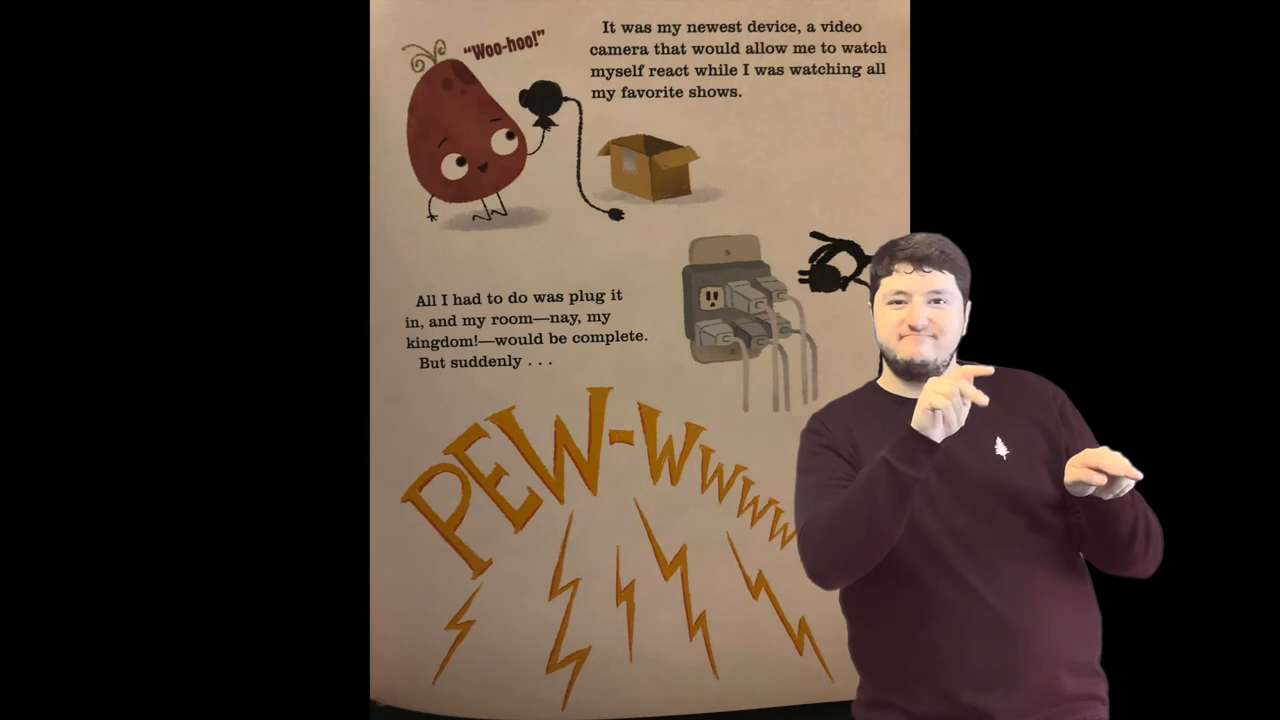 "Woo-hoo!"
It was my newest device, a video
camera that would allow me to watch
myself react while I was watching all
my favorite shows.
All I had to do was plug it
in, and my room—nay, my
kingdom!—would be complete.
But suddenly . . .
PEW-WWWWW